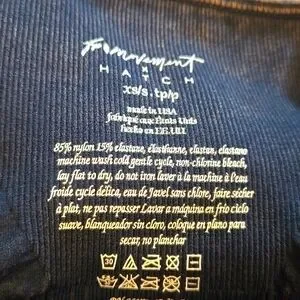 fp movement
x
HATCH
xs/s . tp/p
made in USA
fabriqué aux États Unis
hecho en EE.UU.
85% nylon 15% elastane, élasthanne, elastan, elastano
machine wash cold gentle cycle, non-chlorine bleach,
lay flat to dry, do not iron laver à la machine à l'eau
froide cycle délica, eau de Javel sans chlore, faire sécher
à plat, ne pas repasser Lavar a máquina en frío ciclo
suave, blanqueador sin cloro, coloque en plano para
secar, no planchar
30